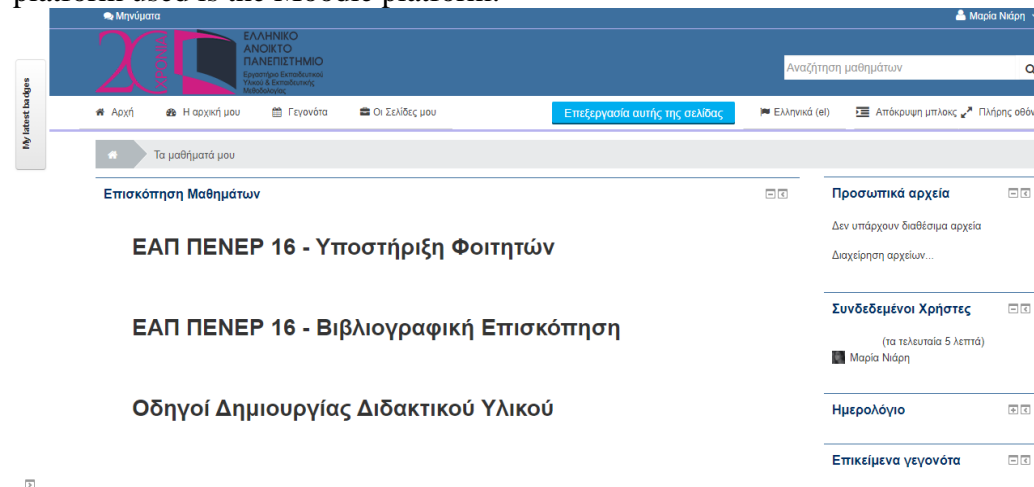 platform used is the Moodle platform.
Μηνύματα
Μαρία Νιάρη
20 ΧΡΟΝΙΑ
ΕΛΛΗΝΙΚΟ
ΑΝΟΙΚΤΟ
ΠΑΝΕΠΙΣΤΗΜΙΟ
Εργαστήριο Εκπαιδευτικού
Υλικού & Εκπαιδευτικής
Μεθοδολογίας
Αναζήτηση μαθημάτων
My latest badges
Αρχή Η αρχική μου Γεγονότα Οι Σελίδες μου Επεξεργασία αυτής της σελίδας Ελληνικά (el) Απόκρυψη μπλοκς Πλήρης οθόν
Τα μαθήματά μου
Επισκόπηση Μαθημάτων
ΕΑΠ ΠΕΝΕΡ 16 - Υποστήριξη Φοιτητών
ΕΑΠ ΠΕΝΕΡ 16 - Βιβλιογραφική Επισκόπηση
Οδηγοί Δημιουργίας Διδακτικού Υλικού
Προσωπικά αρχεία
Δεν υπάρχουν διαθέσιμα αρχεία
Διαχείριση αρχείων...
Συνδεδεμένοι Χρήστες
(τα τελευταία 5 λεπτά)
Μαρία Νιάρη
Ημερολόγιο
Επικείμενα γεγονότα